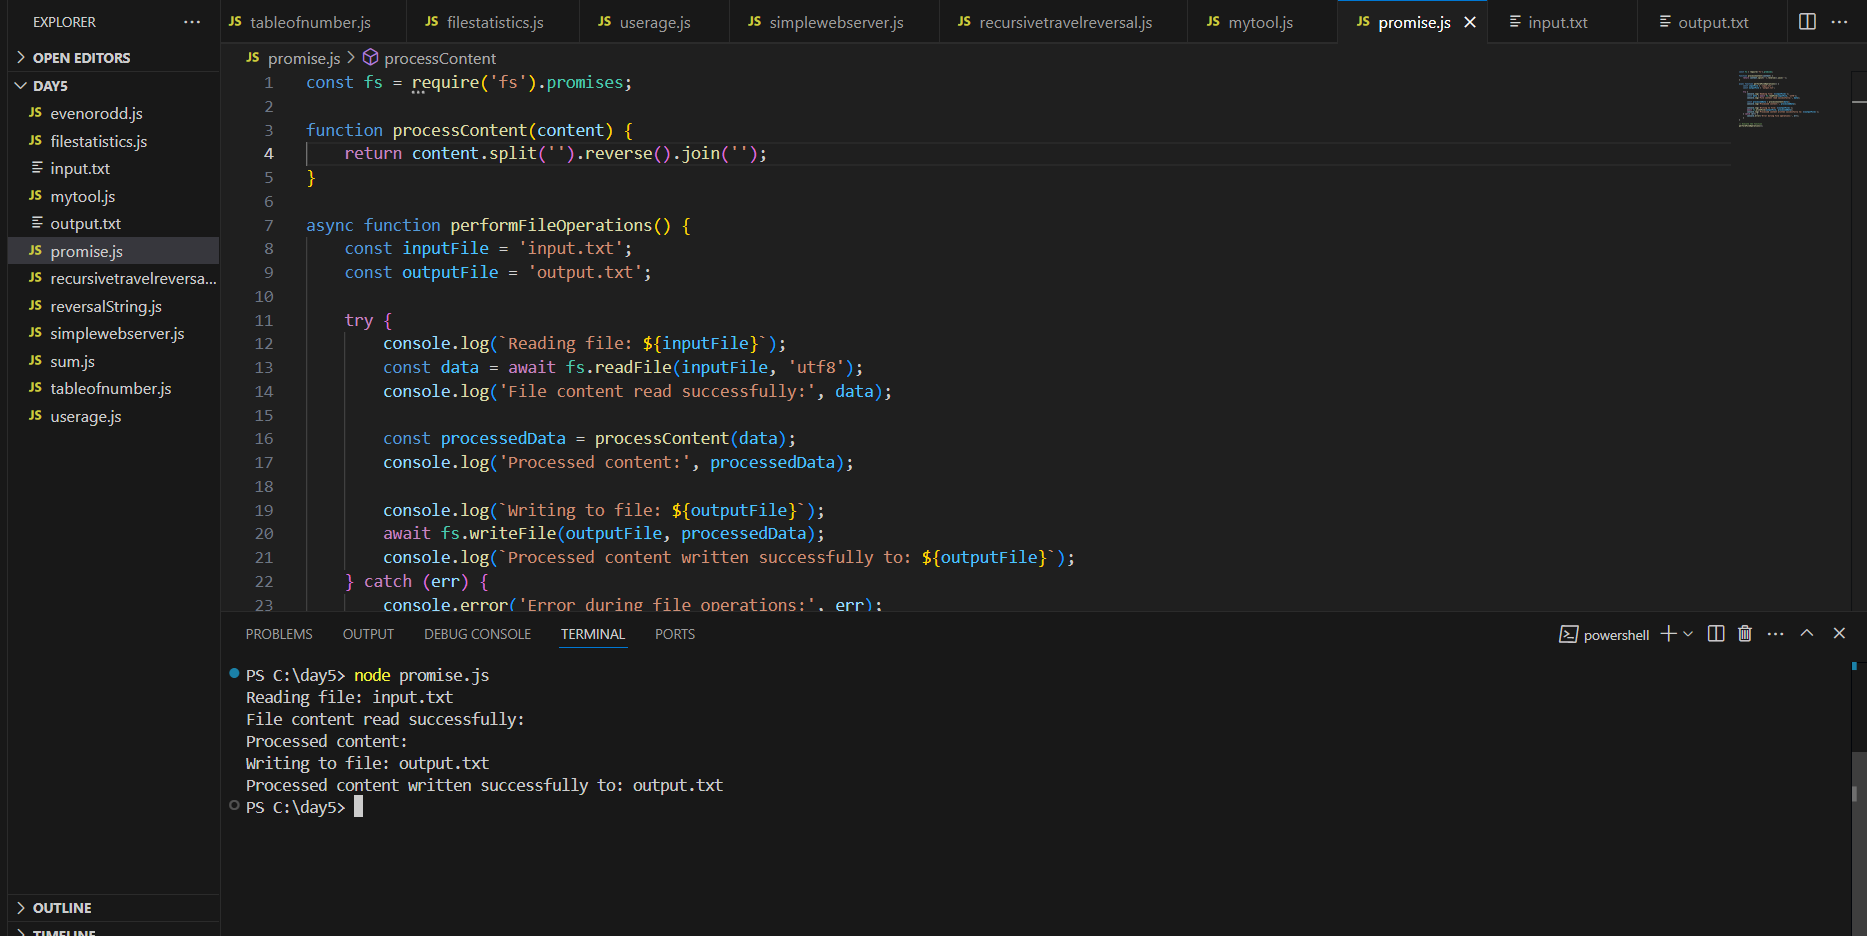 EXPLORER
OPEN EDITORS
DAY5
JS evenorodd.js
JS filestatistics.js
input.txt
JS mytool.js
output.txt
JS promise.js
JS recursivetravelreversa...
JS reversalString.js
JS simplewebserver.js
JS sum.js
JS tableofnumber.js
JS userage.js
OUTLINE
TIMELINE
JS tableofnumber.js JS filestatistics.js JS userage.js JS simplewebserver.js JS recursivetravelreversal.js JS mytool.js JS promise.js input.txt output.txt
JS promise.js > processContent
1 const fs = require('fs').promises;
2
3 function processContent(content) {
4 return content.split('').reverse().join('');
5 }
6
7 async function performFileOperations() {
8 const inputFile = 'input.txt';
9 const outputFile = 'output.txt';
10
11 try {
12 console.log(`Reading file: ${inputFile}`);
13 const data = await fs.readFile(inputFile, 'utf8');
14 console.log('File content read successfully:', data);
15
16 const processedData = processContent(data);
17 console.log('Processed content:', processedData);
18
19 console.log(`Writing to file: ${outputFile}`);
20 await fs.writeFile(outputFile, processedData);
21 console.log(`Processed content written successfully to: ${outputFile}`);
22 } catch (err) {
23 console.error('Error during file operations:', err);
PROBLEMS OUTPUT DEBUG CONSOLE TERMINAL PORTS
powershell
PS C:\day5> node promise.js
Reading file: input.txt
File content read successfully:
Processed content:
Writing to file: output.txt
Processed content written successfully to: output.txt
PS C:\day5>